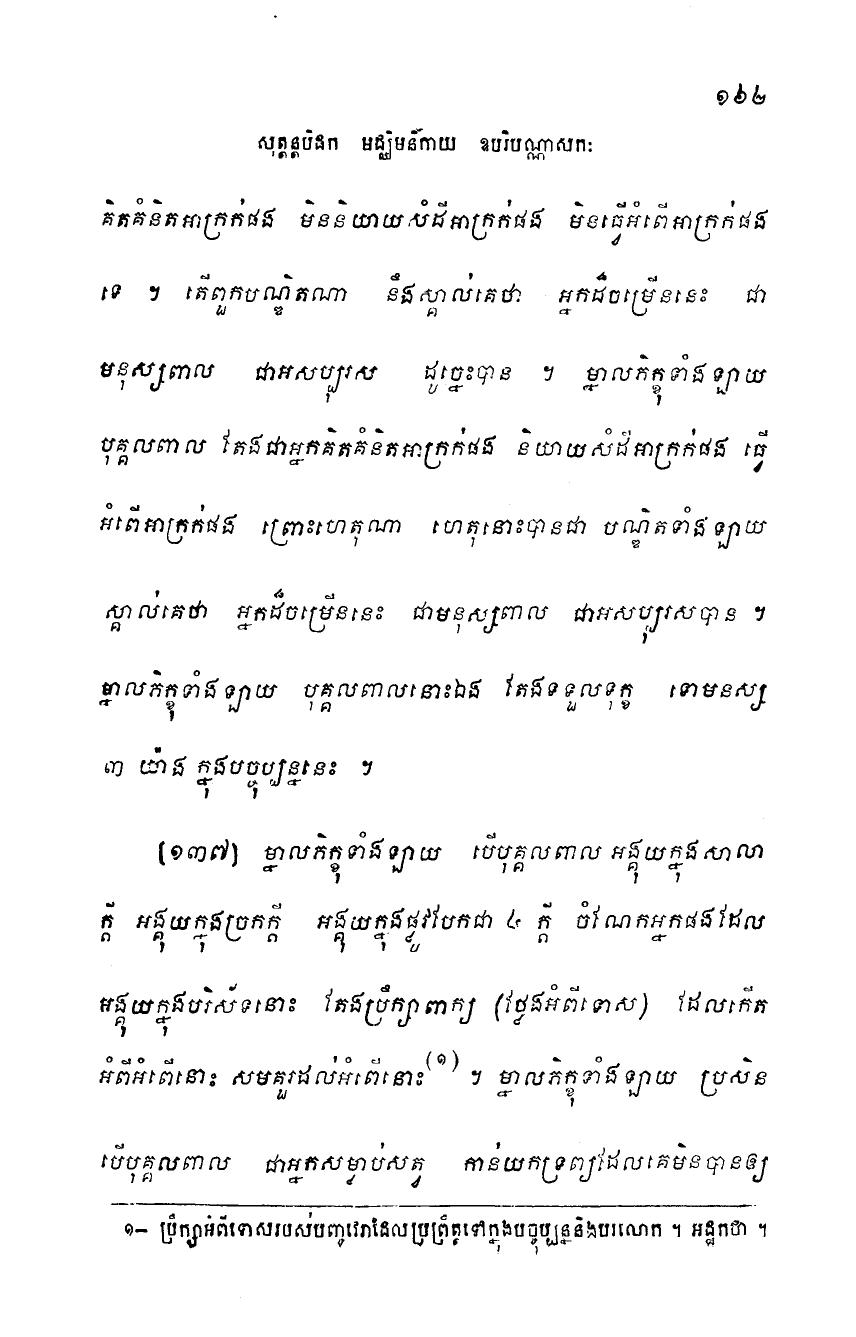 ១៦២
សុត្តន្តបិដក មជ្ឈិមនិកាយ ឧបរិបណ្ណាសកៈ
គិតគំនិតអាក្រក់ផង មិននិយាយសំដីអាក្រក់ផង មិនធ្វើអំពើអាក្រក់ផង
ទេ ។ តើពួកបណ្ឌិតណា នឹងស្គាល់គេថា អ្នកដ៏ចម្រើននេះ ជា
មនុស្សពាល ជាអសប្បុរស ដូច្នេះបាន ។ ម្នាលភិក្ខុទាំងឡាយ
បុគ្គលពាល តែងជាអ្នកគិតគំនិតអាក្រក់ផង និយាយសំដីអាក្រក់ផង ធ្វើ
អំពើអាក្រក់ផង ព្រោះហេតុណា ហេតុនោះបានជា បណ្ឌិតទាំងឡាយ
ស្គាល់គេថា អ្នកដ៏ចម្រើននេះ ជាមនុស្សពាល ជាអសប្បុរសបាន ។
ម្នាលភិក្ខុទាំងឡាយ បុគ្គលពាលនោះឯង តែងទទួលទុក្ខ ទោមនស្ស
៣ យ៉ាង ក្នុងបច្ចុប្បន្ននេះ ។
(១៣៧) ម្នាលភិក្ខុទាំងឡាយ បើបុគ្គលពាល អង្គុយក្នុងសាលា
ក្តី អង្គុយក្នុងច្រកក្តី អង្គុយក្នុងផ្លូវបែកជា ៤ ក្តី ចំណែកអ្នកផងដែល
អង្គុយក្នុងបរិស័ទនោះ តែងប្រឹក្សាពាក្យ (ថ្លែងអំពីទោស) ដែលកើត
អំពីអំពើនោះ សមគួរដល់អំពើនោះ(១) ។ ម្នាលភិក្ខុទាំងឡាយ ប្រសិន
បើបុគ្គលពាល ជាអ្នកសម្លាប់សត្វ កាន់យកទ្រព្យដែលគេមិនបានឲ្យ
១– ប្រឹក្សាអំពីទោសរបស់បញ្ចវេរាដែលប្រព្រឹត្តទៅក្នុងបច្ចុប្បន្ននិងបរលោក ។ អដ្ឋកថា ។